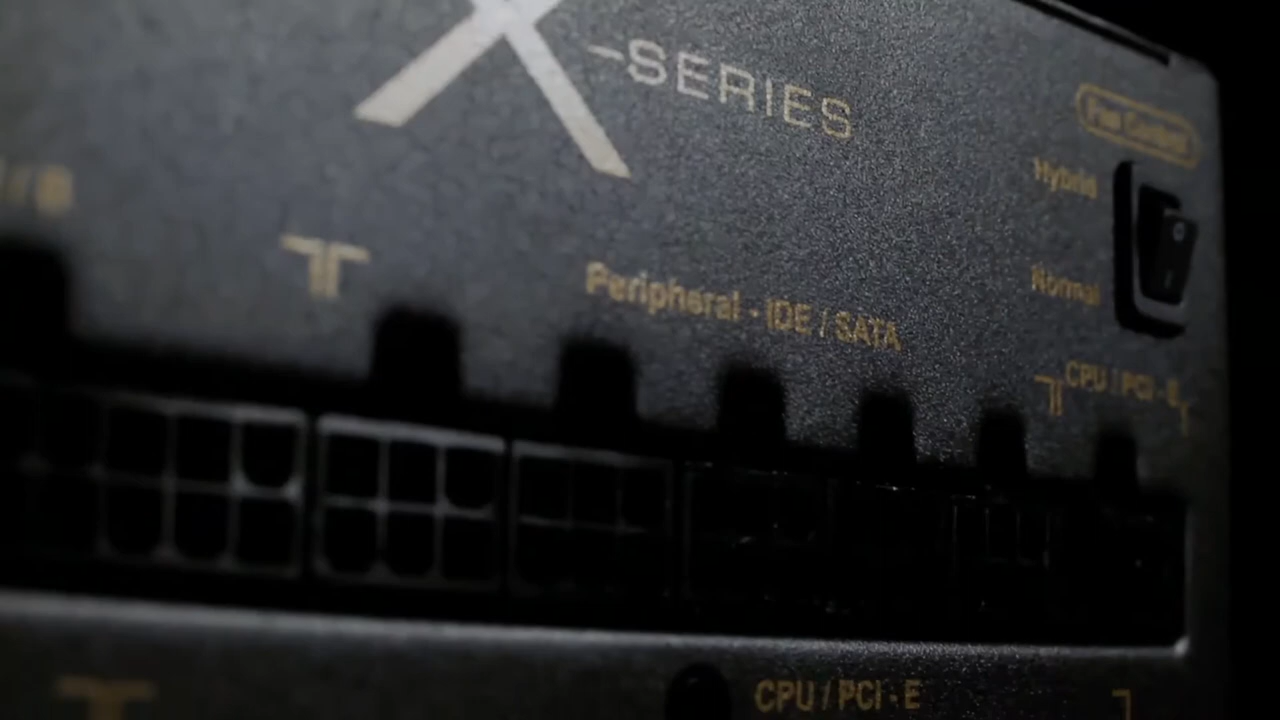 X-SERIES
Fan Control
Hybrid
Normal
Peripheral - IDE / SATA
CPU / PCI - E
CPU / PCI - E